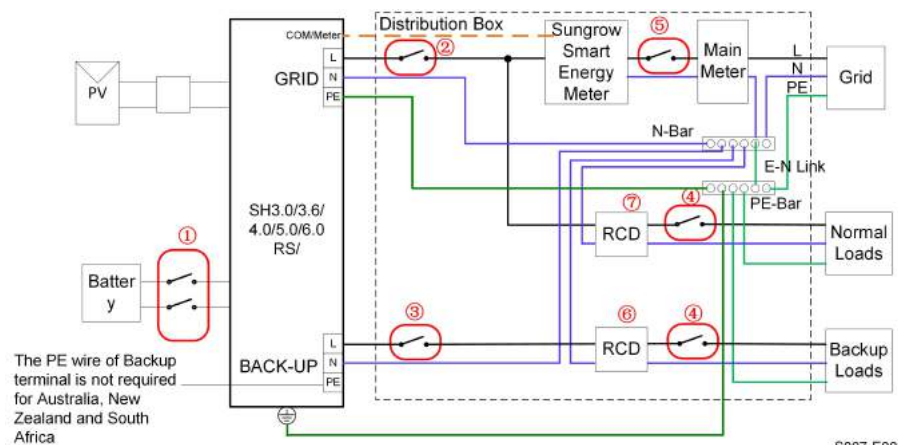 Distribution Box
COM/Meter
Sungrow
Smart
Energy
Meter
⑤
Main
Meter
②
L
N
PE
GRID
L
N
PE
Grid
PV
N-Bar
E-N Link
PE-Bar
SH3.0/3.6/
4.0/5.0/6.0
RS/
①
Batter
y
⑦
RCD
④
Normal
Loads
③
⑥
RCD
④
Backup
Loads
L
N
PE
BACK-UP
The PE wire of Backup
terminal is not required
for Australia, New
Zealand and South
Africa